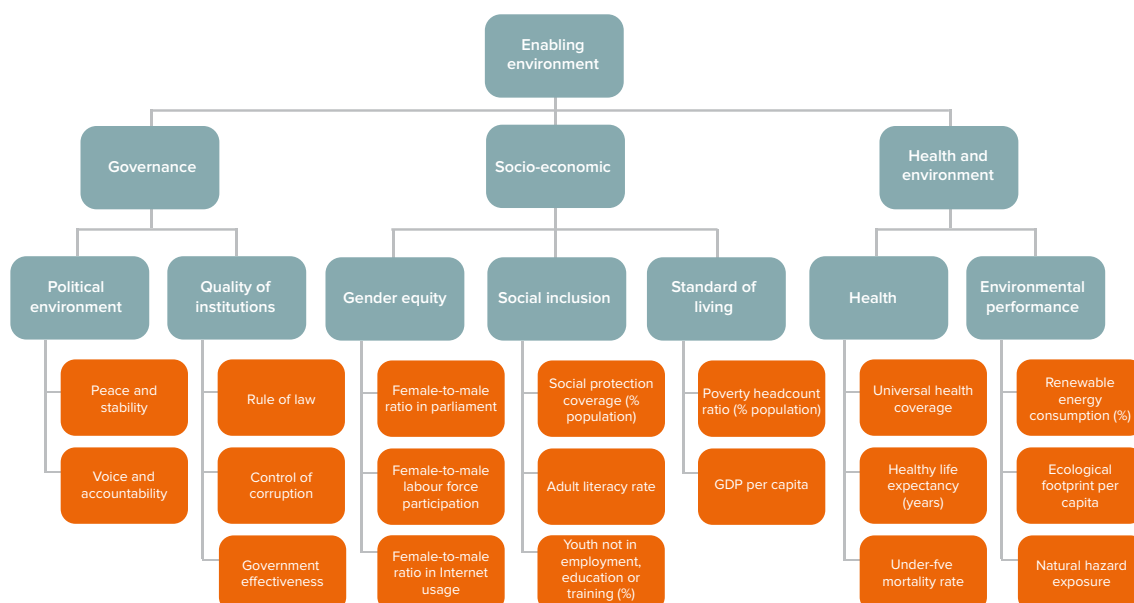 Enabling
environment
Governance
Socio-economic
Health and
environment
Political
environment
Quality of
institutions
Gender equity
Social inclusion
Standard of
living
Health
Environmental
performance
Peace and
stability
Rule of law
Female-to-male
ratio in parliament
Social protection
coverage (%
population)
Poverty headcount
ratio (% population)
Universal health
coverage
Renewable
energy
consumption (%)
Voice and
accountability
Control of
corruption
Female-to-male
labour force
participation
Adult literacy rate
GDP per capita
Healthy life
expectancy
(years)
Ecological
footprint per
capita
Government
effectiveness
Female-to-male
ratio in Internet
usage
Youth not in
employment,
education or
training (%)
Under-fve
mortality rate
Natural hazard
exposure